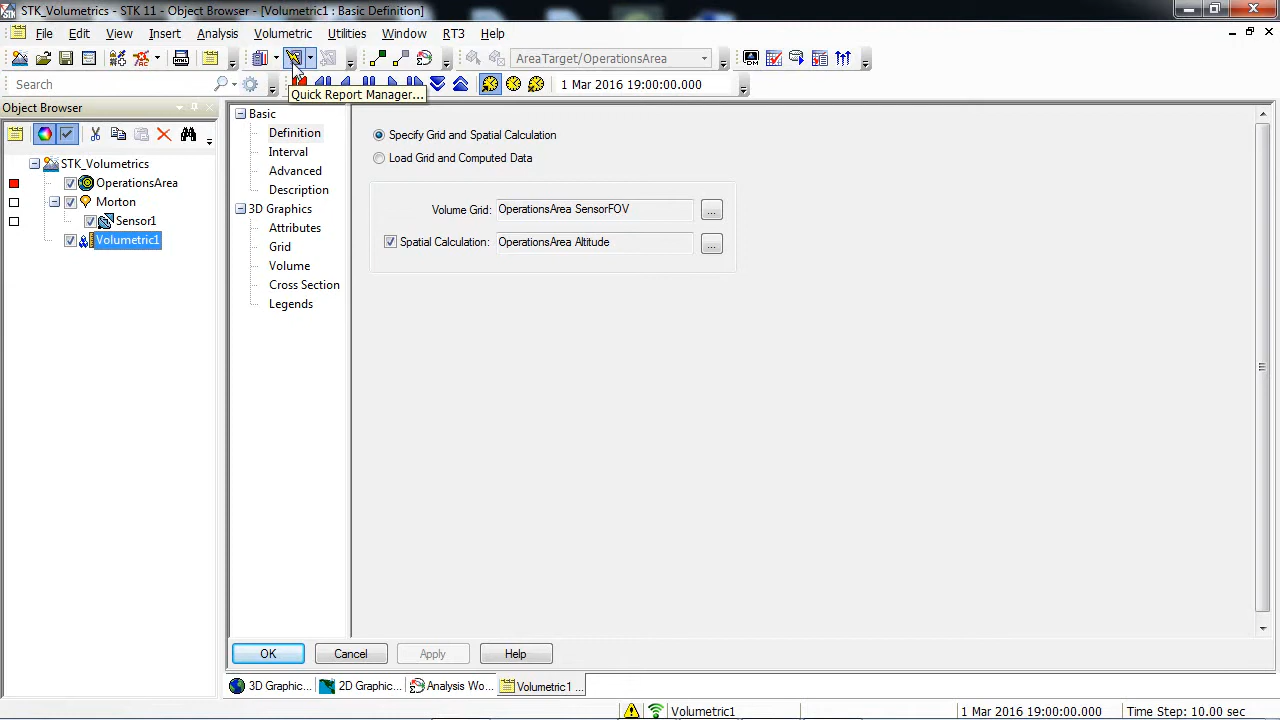 STK_Volumetrics - STK 11 - Object Browser - [Volumetric1 : Basic Definition]
File Edit View Insert Analysis Volumetric Utilities Window RT3 Help
AreaTarget/OperationsArea
Search
1 Mar 2016 19:00:00.000
Quick Report Manager...
Object Browser
STK_Volumetrics
OperationsArea
Morton
Sensor1
Volumetric1
Basic
Definition
Interval
Advanced
Description
3D Graphics
Attributes
Grid
Volume
Cross Section
Legends
Specify Grid and Spatial Calculation
Load Grid and Computed Data
Volume Grid: OperationsArea SensorFOV ...
Spatial Calculation: OperationsArea Altitude ...
OK Cancel Apply Help
3D Graphic... 2D Graphic... Analysis Wo... Volumetric1 ...
Volumetric1 1 Mar 2016 19:00:00.000 Time Step: 10.00 sec